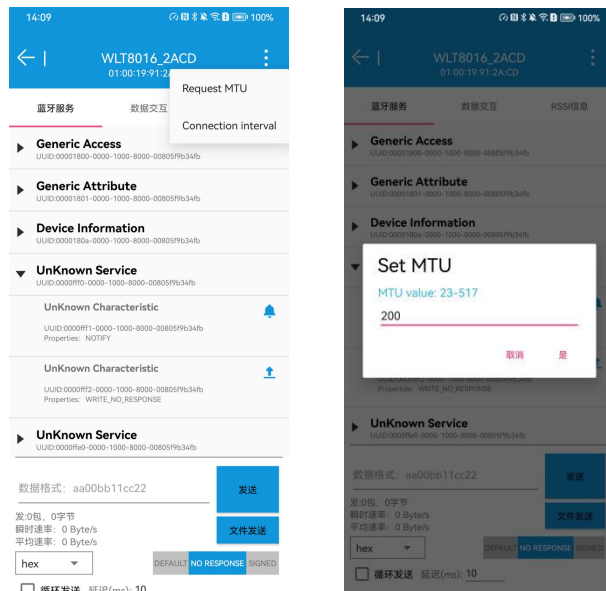 14:09
100%
WLT8016_2ACD
01:00:19:91:2A
Request MTU
Connection interval
蓝牙服务
数据交互
Generic Access
UUID:00001800-0000-1000-8000-00805f9b34fb
Generic Attribute
UUID:00001801-0000-1000-8000-00805f9b34fb
Device Information
UUID:0000180a-0000-1000-8000-00805f9b34fb
UnKnown Service
UUID:0000fff0-0000-1000-8000-00805f9b34fb
UnKnown Characteristic
UUID:0000fff1-0000-1000-8000-00805f9b34fb
Properties: NOTIFY
UnKnown Characteristic
UUID:0000fff2-0000-1000-8000-00805f9b34fb
Properties: WRITE_NO_RESPONSE
UnKnown Service
UUID:0000ffe0-0000-1000-8000-00805f9b34fb
数据格式: aa00bb11cc22
发送
发:0包, 0字节
瞬时速率: 0 Byte/s
平均速率: 0 Byte/s
文件发送
hex
DEFAULT NO RESPONSE SIGNED
循环发送 延迟(ms): 10
14:09
100%
WLT8016_2ACD
01:00:19:91:2A:CD
蓝牙服务
数据交互
RSSI信息
Generic Access
UUID:00001800-0000-1000-8000-00805f9b34fb
Generic Attribute
UUID:00001801-0000-1000-8000-00805f9b34fb
Device Information
UUID:0000180a-0000-1000-8000-00805f9b34fb
Set MTU
MTU value: 23-517
200
取消
是
UUID:0000fff2-0000-1000-8000-00805f9b34fb
Properties: WRITE_NO_RESPONSE
UnKnown Service
UUID:0000ffe0-0000-1000-8000-00805f9b34fb
数据格式: aa00bb11cc22
发送
发:0包, 0字节
瞬时速率: 0 Byte/s
平均速率: 0 Byte/s
文件发送
hex
DEFAULT NO RESPONSE SIGNED
循环发送 延迟(ms): 10